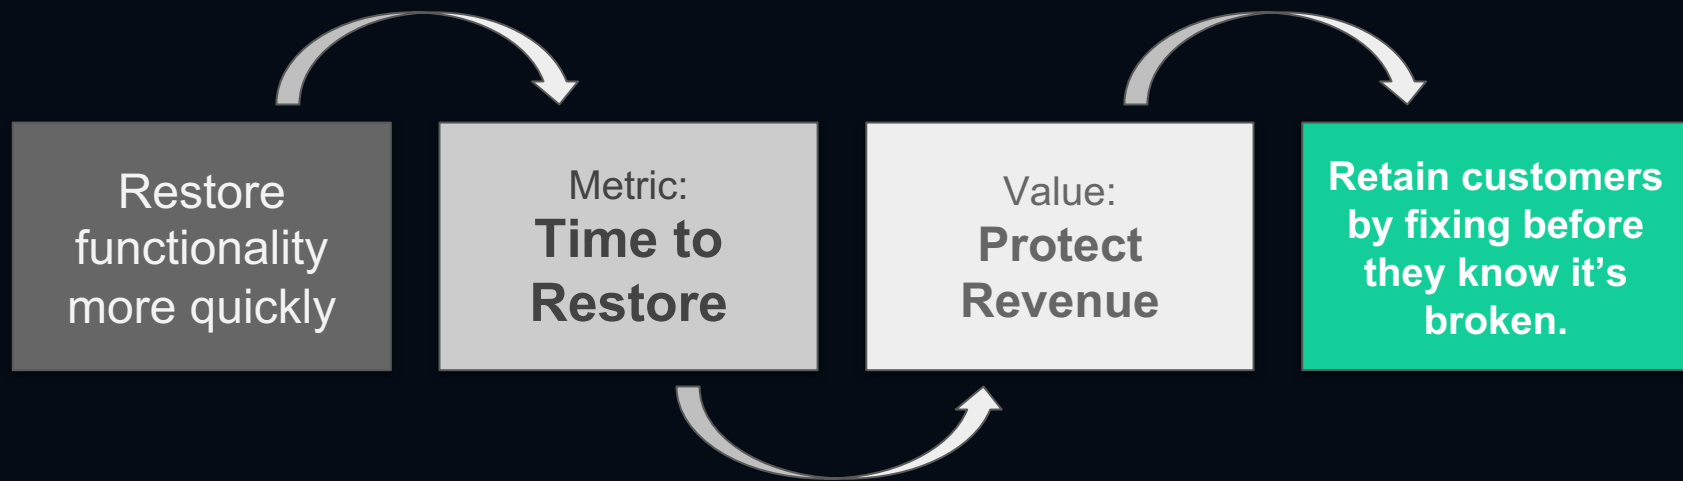 Restore
functionality
more quickly
Metric:
Time to
Restore
Value:
Protect
Revenue
Retain customers
by fixing before
they know it’s
broken.